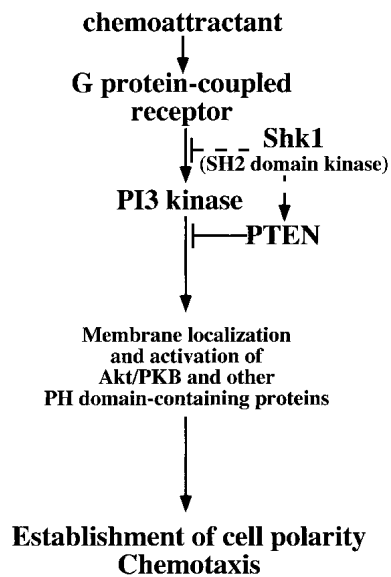 chemoattractant
G protein-coupled
receptor
Shk1
(SH2 domain kinase)
PI3 kinase
PTEN
Membrane localization
and activation of
Akt/PKB and other
PH domain-containing proteins
Establishment of cell polarity
Chemotaxis